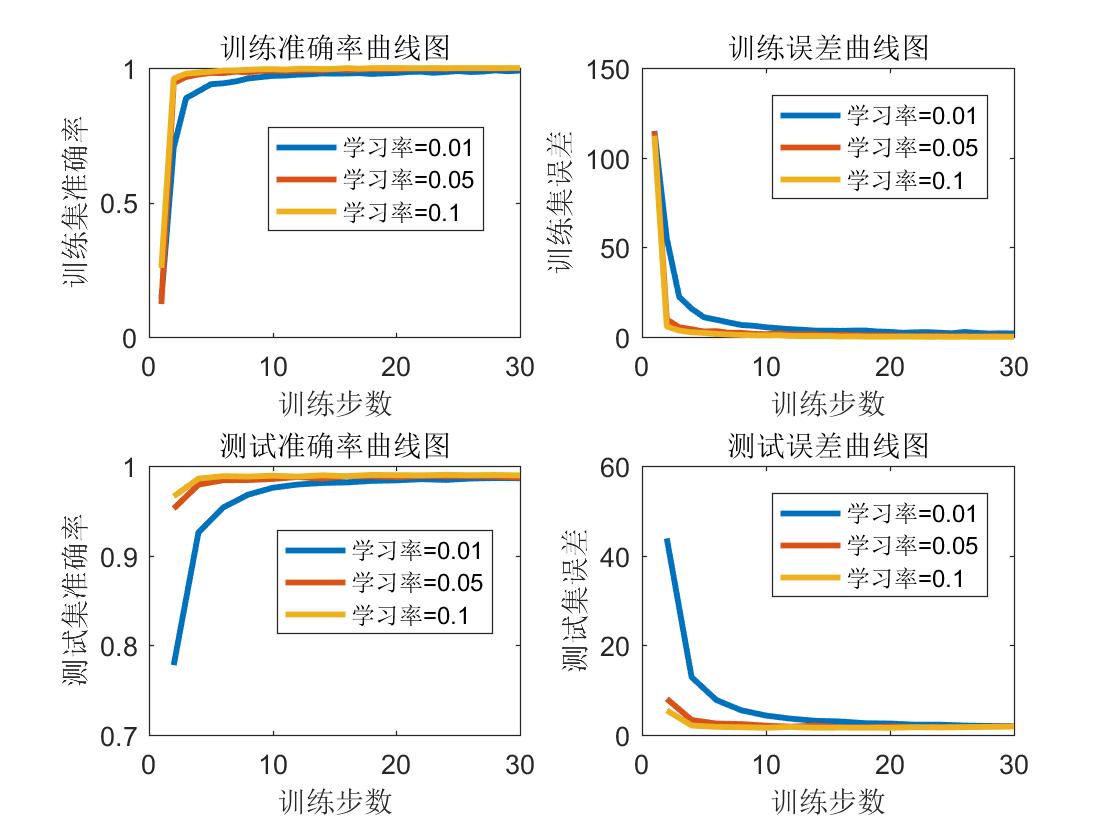 训练准确率曲线图
1
0.5
0
0 10 20 30
训练集准确率
训练步数
学习率=0.01
学习率=0.05
学习率=0.1
训练误差曲线图
150
100
50
0
0 10 20 30
训练集误差
训练步数
学习率=0.01
学习率=0.05
学习率=0.1
测试准确率曲线图
1
0.9
0.8
0.7
0 10 20 30
测试集准确率
训练步数
学习率=0.01
学习率=0.05
学习率=0.1
测试误差曲线图
60
40
20
0
0 10 20 30
测试集误差
训练步数
学习率=0.01
学习率=0.05
学习率=0.1